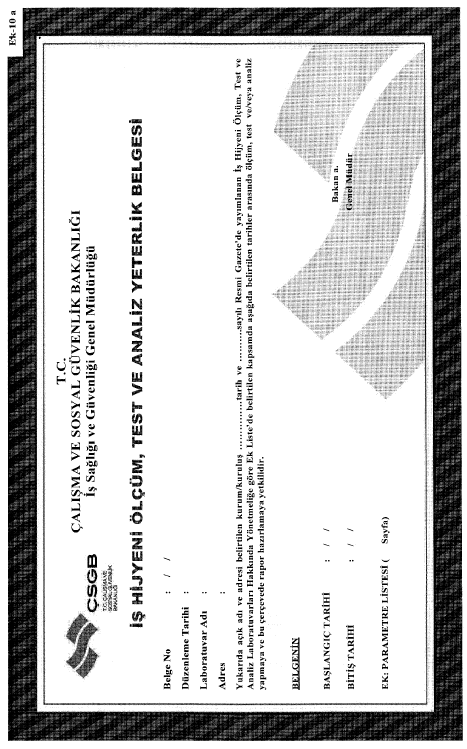 Ek-10 a
T.C.
ÇALIŞMA VE SOSYAL GÜVENLİK BAKANLIĞI
İş Sağlığı ve Güvenliği Genel Müdürlüğü
ÇSGB
T.C. ÇALIŞMA VE
SOSYAL GÜVENLİK
BAKANLIĞI
İŞ HİJYENİ ÖLÇÜM, TEST VE ANALİZ YETERLİK BELGESİ
Belge No : / /
Düzenleme Tarihi :
Laboratuvar Adı :
Adres :
Yukarıda açık adı ve adresi belirtilen kurum/kuruluş ..............tarih ve ..........sayılı Resmi Gazete'de yayımlanan İş Hijyeni Ölçüm, Test ve
Analiz Laboratuvarları Hakkında Yönetmeliğe göre Ek Liste'de belirtilen kapsamda aşağıda belirtilen tarihler arasında ölçüm, test ve/veya analiz
yapmaya ve bu çerçevede rapor hazırlamaya yetkilidir.
BELGENİN
BAŞLANGIÇ TARİHİ : / /
BİTİŞ TARİHİ : / /
EK: PARAMETRE LİSTESİ ( Sayfa)
Bakan a.
Genel Müdür